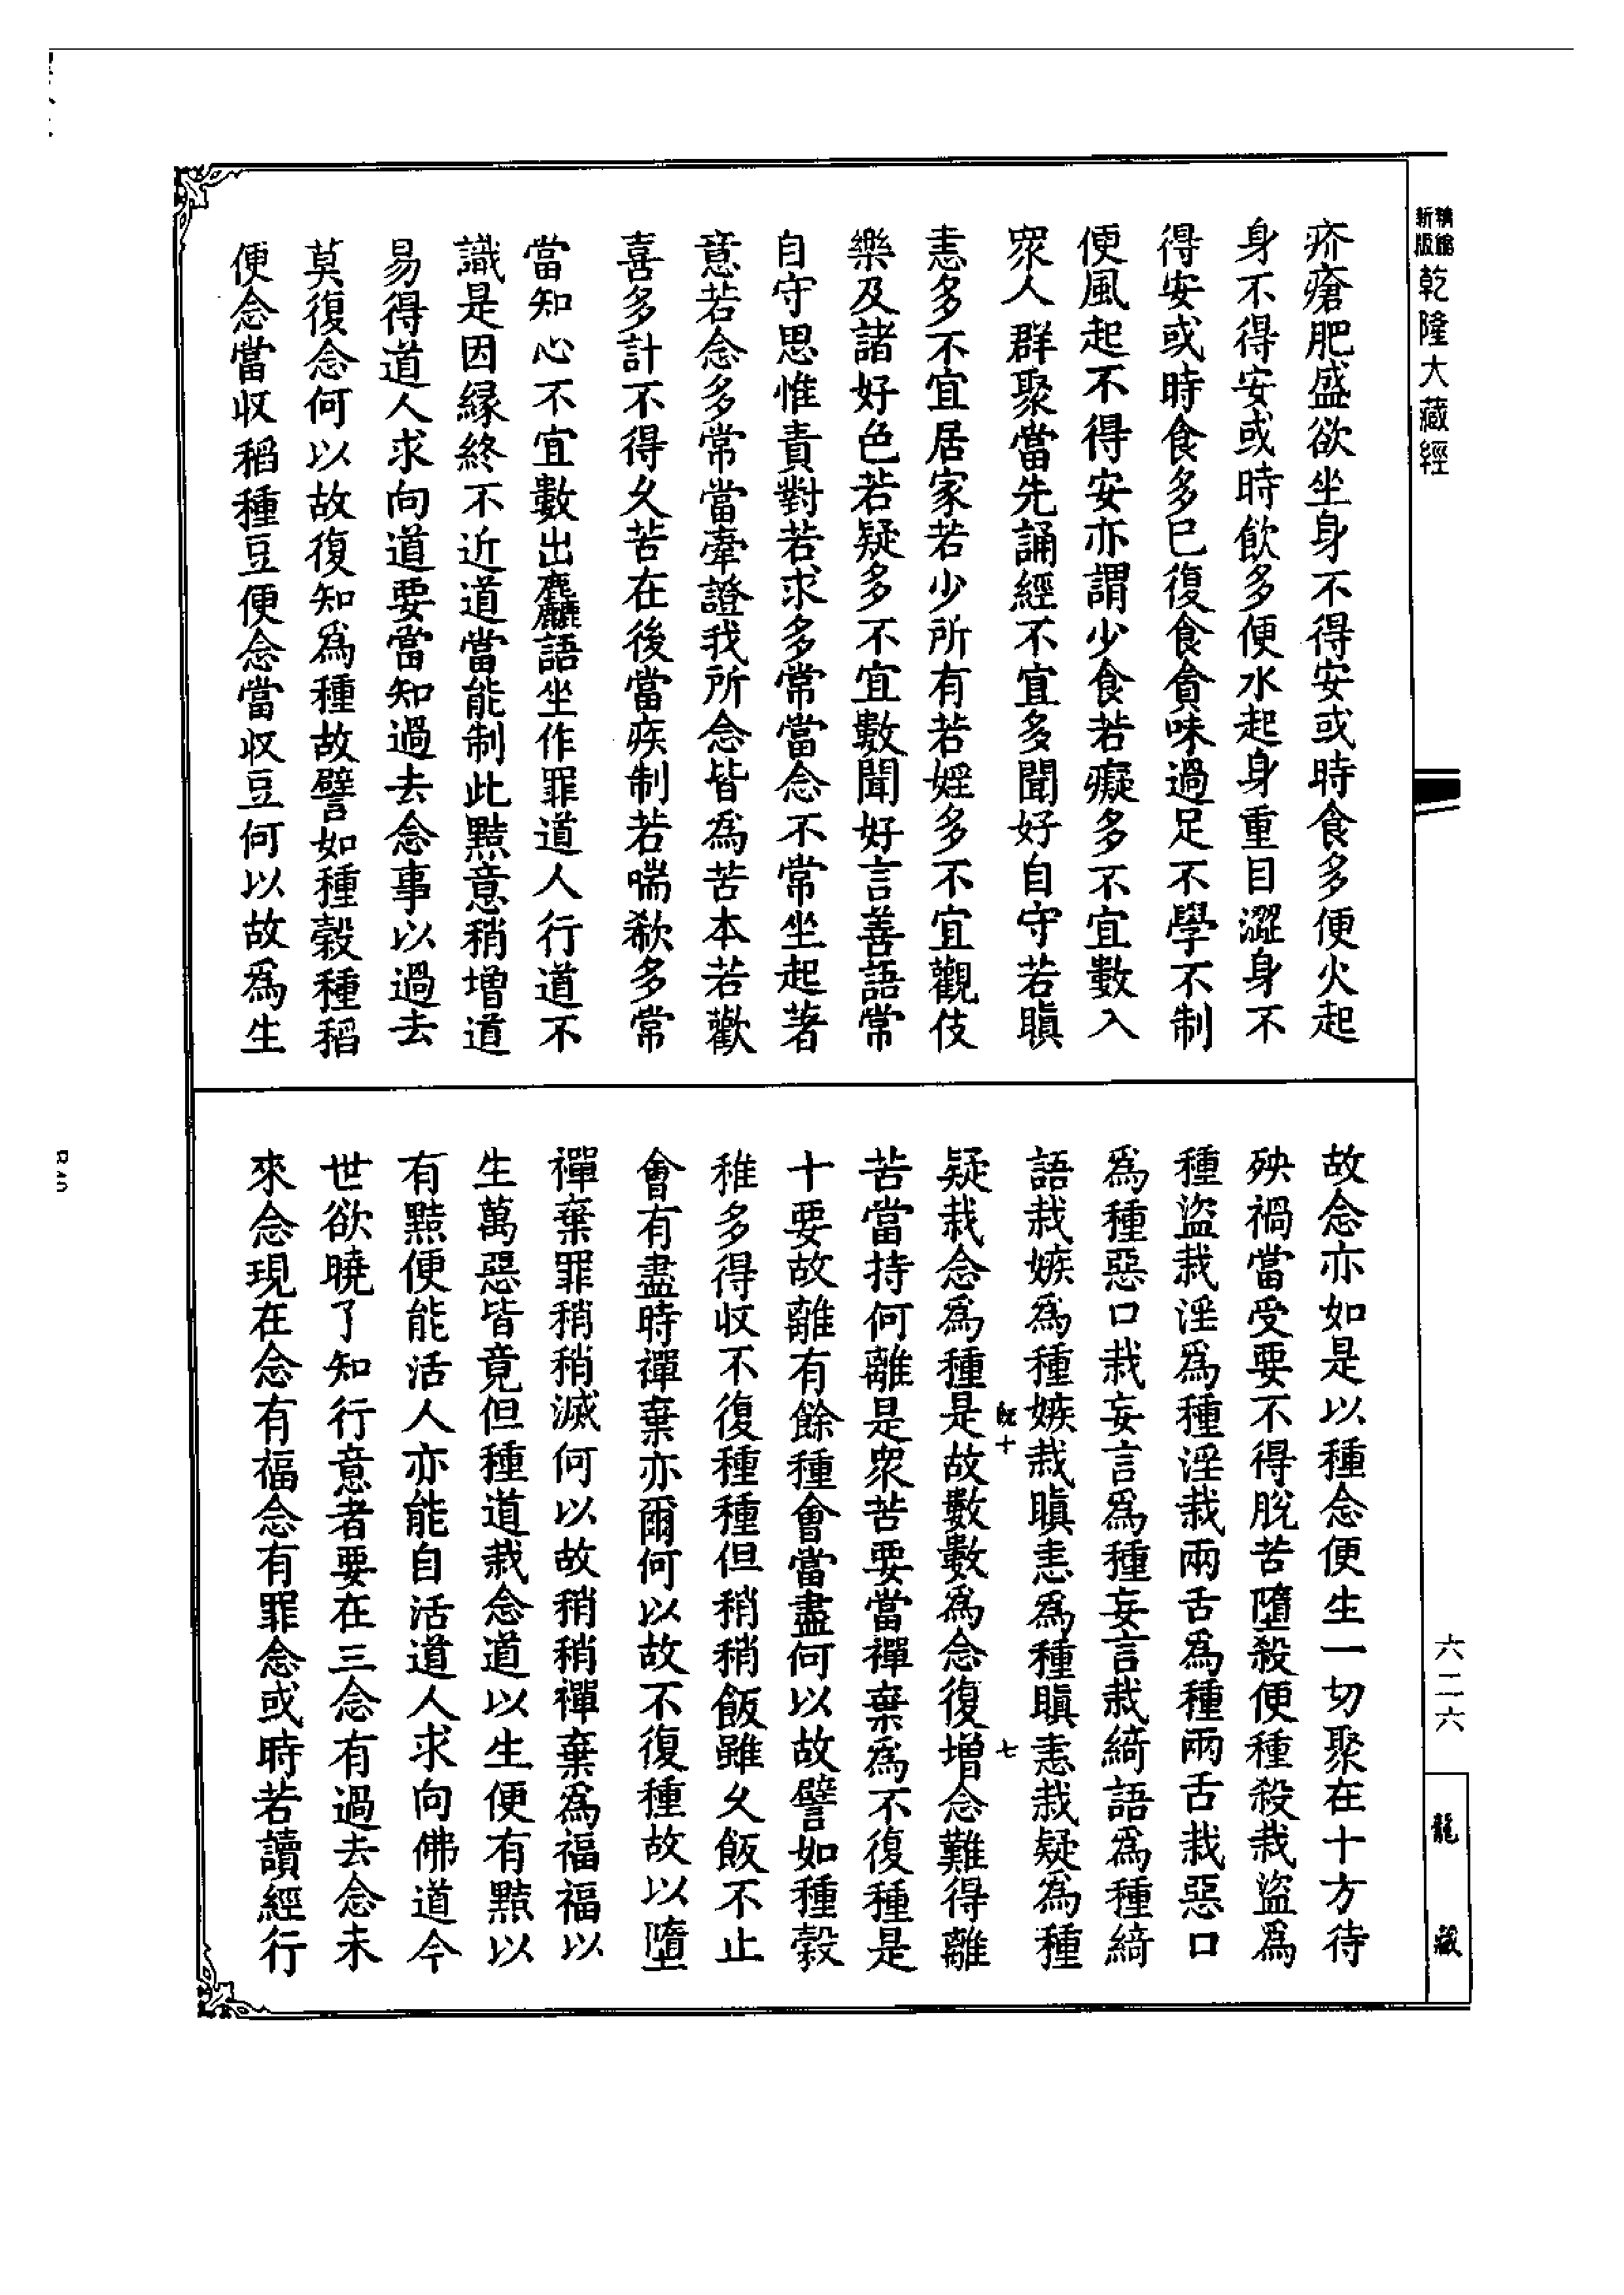 新版
精縮
乾隆大藏經
疥瘡肥盛欲坐身不得安或時食多便火起
身不得安或時飲多便水起身重目澀身不
得安或時食多已復食貪味過足不學不制
便風起不得安亦謂少食若癡多不宜數入
衆人群聚當先誦經不宜多聞好自守若瞋
恚多不宜居家若少所有若婬多不宜觀伎
樂及諸好色若疑多不宜數聞好言善語常
自守思惟責對若求多常當念不常坐起著
意若念多常當牽證我所念皆爲苦本若歡
喜多計不得久苦在後當疾制若喘欬多常
當知心不宜數出麤語坐作罪道人行道不
識是因緣終不近道當能制此黠意稍增道
易得道人求向道要當知過去念事以過去
莫復念何以故復知爲種故譬如種穀種稻
便念當収稻種豆便念當収豆何以故爲生
故念亦如是以種念便生一切聚在十方待
殃禍當受要不得脫苦墮殺便種殺栽盜爲
種盜栽淫爲種淫栽兩舌爲種兩舌栽惡口
爲種惡口栽妄言爲種妄言栽綺語爲種綺
語栽嫉爲種嫉栽瞋恚爲種瞋恚栽疑爲種
十
七
疑栽念爲種是故數數爲念復增念難得離
苦當持何離是衆苦要當禪棄爲不復種是
十要故離有餘種會當盡何以故譬如種穀
稚多得収不復種種但稍稍飯雖久飯不止
會有盡時禪棄亦爾何以故不復種故以墮
禪棄罪稍稍滅何以故稍稍禪棄爲福福以
生萬惡皆竟但種道栽念道以生便有黠以
有黠便能活人亦能自活道人求向佛道今
世欲曉了知行意者要在三念有過去念未
來念現在念有福念有罪念或時若讀經行
六二六
龍藏